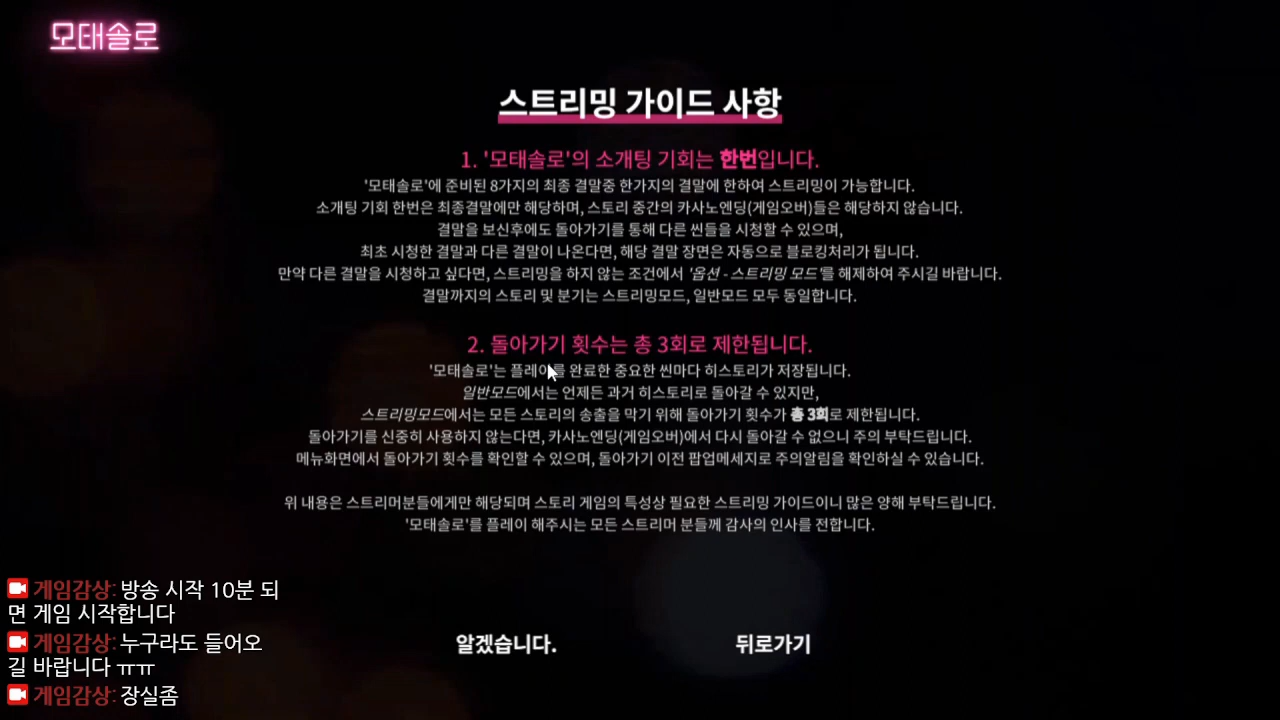 모태솔로
스트리밍 가이드 사항
1. '모태솔로'의 소개팅 기회는 한번입니다.
'모태솔로'에 준비된 8가지의 최종 결말중 한가지의 결말에 한하여 스트리밍이 가능합니다.
소개팅 기회 한번은 최종결말에만 해당하며, 스토리 중간의 카사노엔딩(게임오버)들은 해당하지 않습니다.
결말을 보신후에도 돌아가기를 통해 다른 씬들을 시청할 수 있으며,
최초 시청한 결말과 다른 결말이 나온다면, 해당 결말 장면은 자동으로 블로킹처리가 됩니다.
만약 다른 결말을 시청하고 싶다면, 스트리밍을 하지 않는 조건에서 '옵션 - 스트리밍 모드'를 해제하여 주시길 바랍니다.
결말까지의 스토리 및 분기는 스트리밍모드, 일반모드 모두 동일합니다.
2. 돌아가기 횟수는 총 3회로 제한됩니다.
'모태솔로'는 플레이를 완료한 중요한 씬마다 히스토리가 저장됩니다.
일반모드에서는 언제든 과거 히스토리로 돌아갈 수 있지만,
스트리밍모드에서는 모든 스토리의 송출을 막기 위해 돌아가기 횟수가 총 3회로 제한됩니다.
돌아가기를 신중히 사용하지 않는다면, 카사노엔딩(게임오버)에서 다시 돌아갈 수 없으니 주의 부탁드립니다.
메뉴화면에서 돌아가기 횟수를 확인할 수 있으며, 돌아가기 이전 팝업메세지로 주의알림을 확인하실 수 있습니다.
위 내용은 스트리머분들에게만 해당되며 스토리 게임의 특성상 필요한 스트리밍 가이드이니 많은 양해 부탁드립니다.
'모태솔로'를 플레이 해주시는 모든 스트리머 분들께 감사의 인사를 전합니다.
게임감상: 방송 시작 10분 되
면 게임 시작합니다
게임감상: 누구라도 들어오
길 바랍니다 ㅠㅠ
게임감상: 장실좀
알겠습니다.
뒤로가기